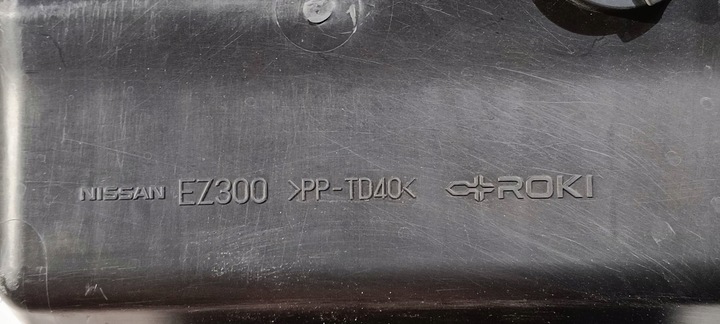 NISSAN EZ300 >PP-TD40< ROKI